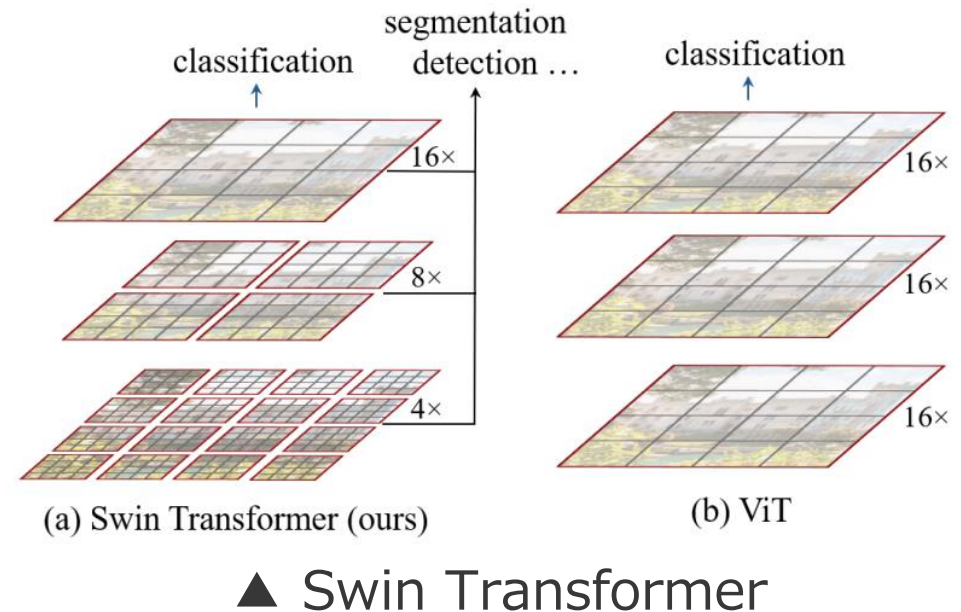 segmentation
detection …
classification
16×
8×
4×
(a) Swin Transformer (ours)
classification
16×
16×
16×
(b) ViT
▲ Swin Transformer